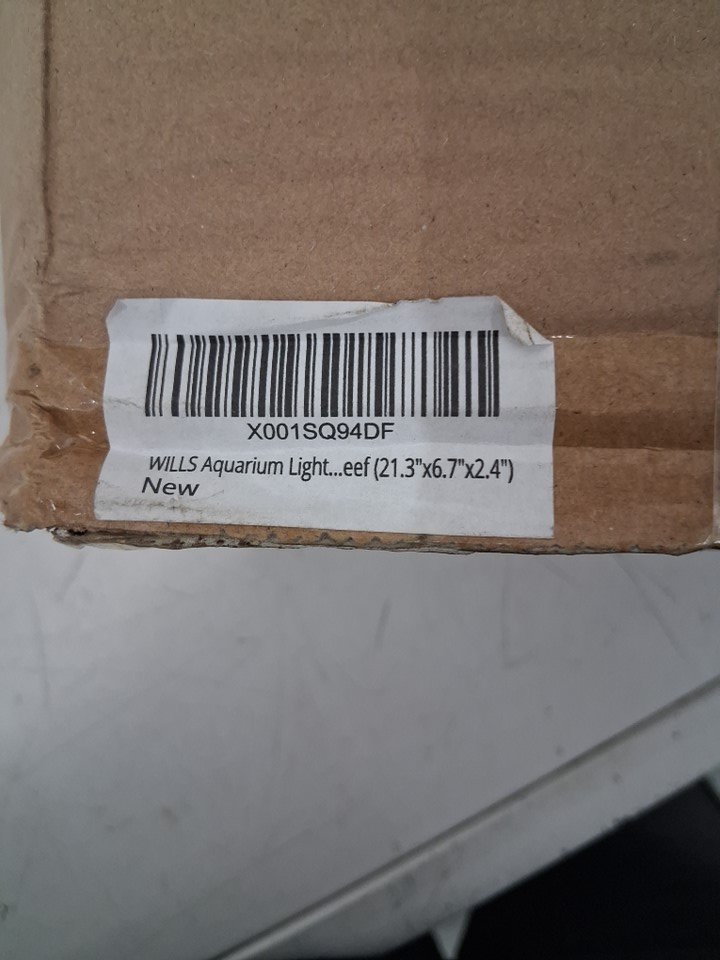 X001SQ94DF
WILLS Aquarium Light...eef (21.3"x6.7"x2.4")
New